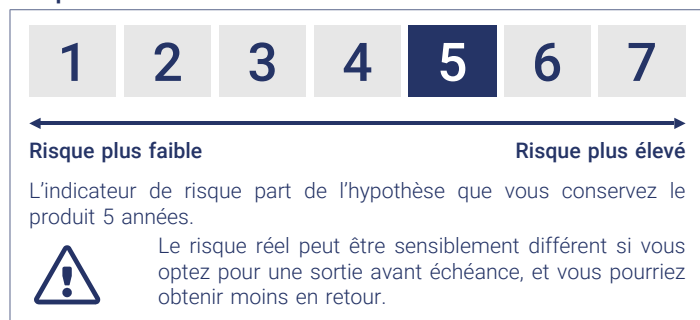 1 2 3 4 5 6 7
Risque plus faible Risque plus élevé
L'indicateur de risque part de l'hypothèse que vous conservez le
produit 5 années.
Le risque réel peut être sensiblement différent si vous
optez pour une sortie avant échéance, et vous pourriez
obtenir moins en retour.